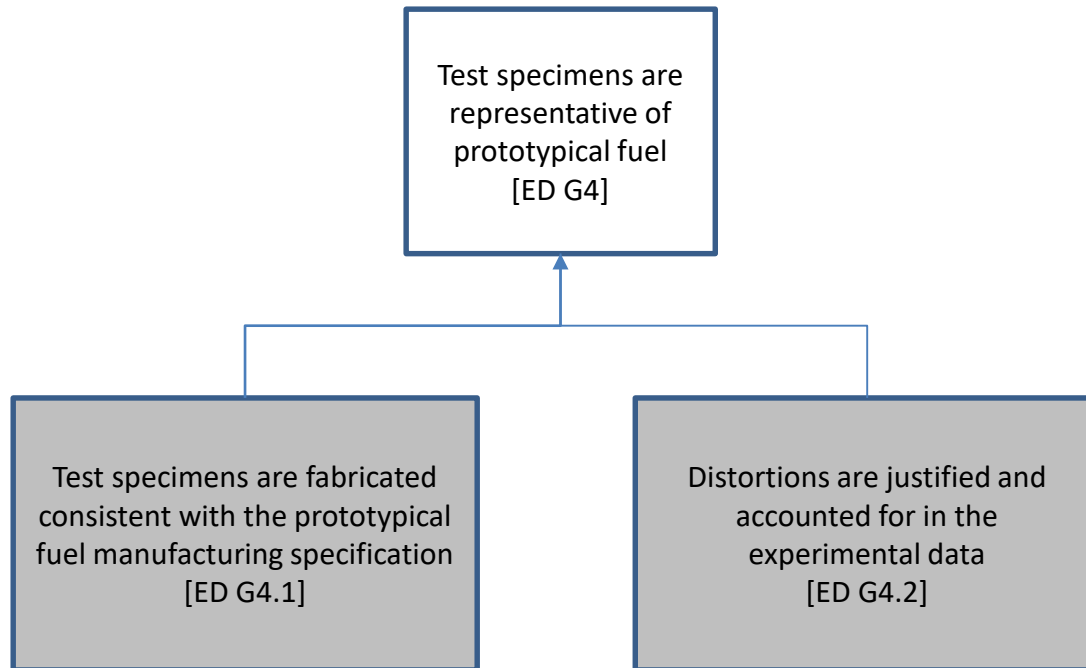 Test specimens are
representative of
prototypical fuel
[ED G4]
Test specimens are fabricated
consistent with the prototypical
fuel manufacturing specification
[ED G4.1]
Distortions are justified and
accounted for in the
experimental data
[ED G4.2]